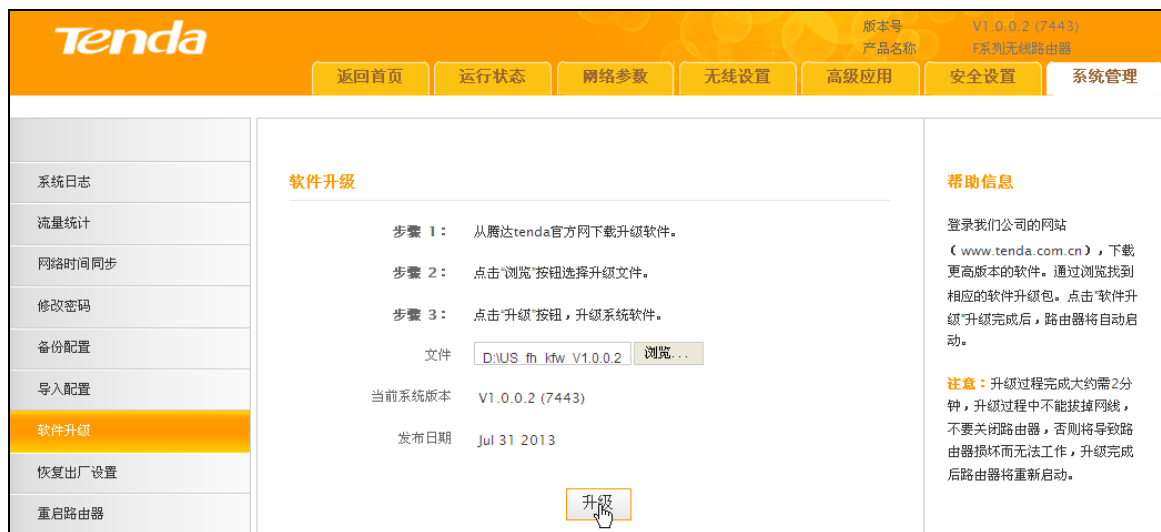 Tenda
版本号 V1.0.0.2 (7443)
产品名称 F系列无线路由器
返回首页 运行状态 网络参数 无线设置 高级应用 安全设置 系统管理
系统日志
流量统计
网络时间同步
修改密码
备份配置
导入配置
软件升级
恢复出厂设置
重启路由器
软件升级
步骤 1： 从腾达tenda官方网下载升级软件。
步骤 2： 点击"浏览"按钮选择升级文件。
步骤 3： 点击"升级"按钮，升级系统软件。
文件 D:\US_fh_kfw_V1.0.0.2 浏览...
当前系统版本 V1.0.0.2 (7443)
发布日期 Jul 31 2013
升级
帮助信息
登录我们公司的网站
（www.tenda.com.cn），下载
更高版本的软件。通过浏览找到
相应的软件升级包。点击"软件升
级"升级完成后，路由器将自动启
动。
注意：升级过程完成大约需2分
钟，升级过程中不能拔掉网线，
不要关闭路由器，否则将导致路
由器损坏而无法工作，升级完成
后路由器将重新启动。